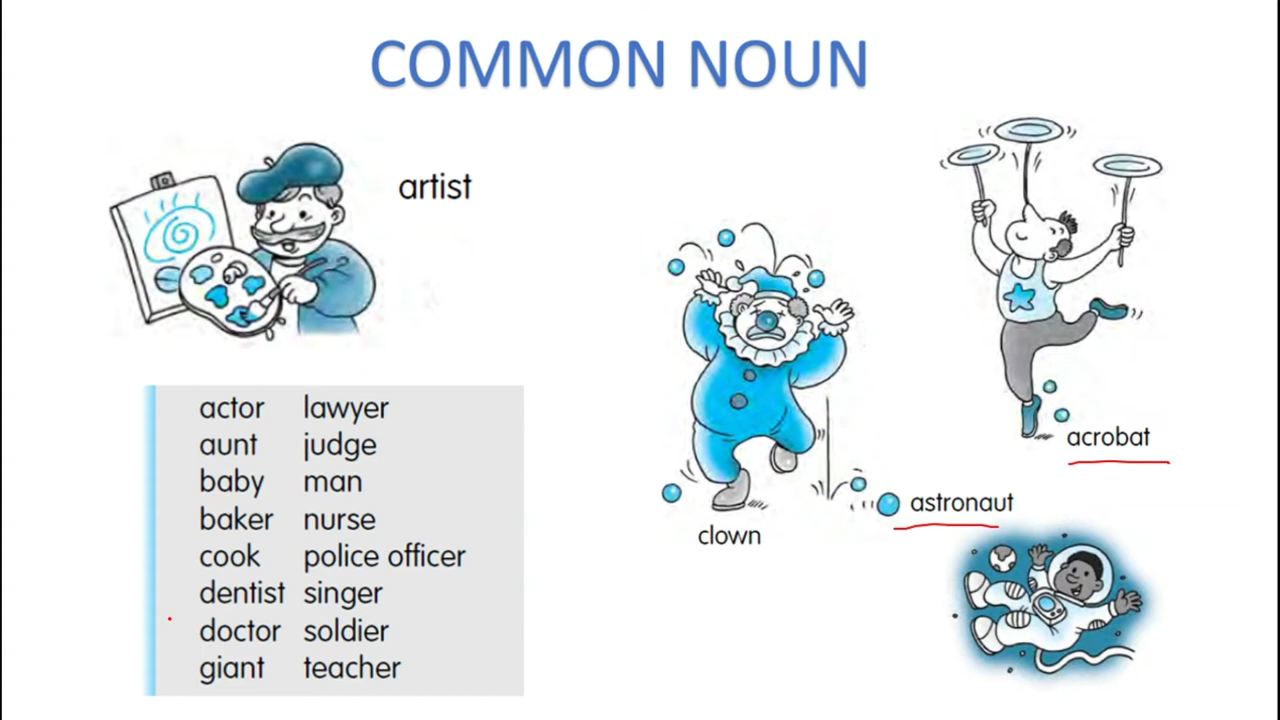 COMMON NOUN
artist
actor lawyer
aunt judge
baby man
baker nurse
cook police officer
dentist singer
doctor soldier
giant teacher
clown
acrobat
astronaut